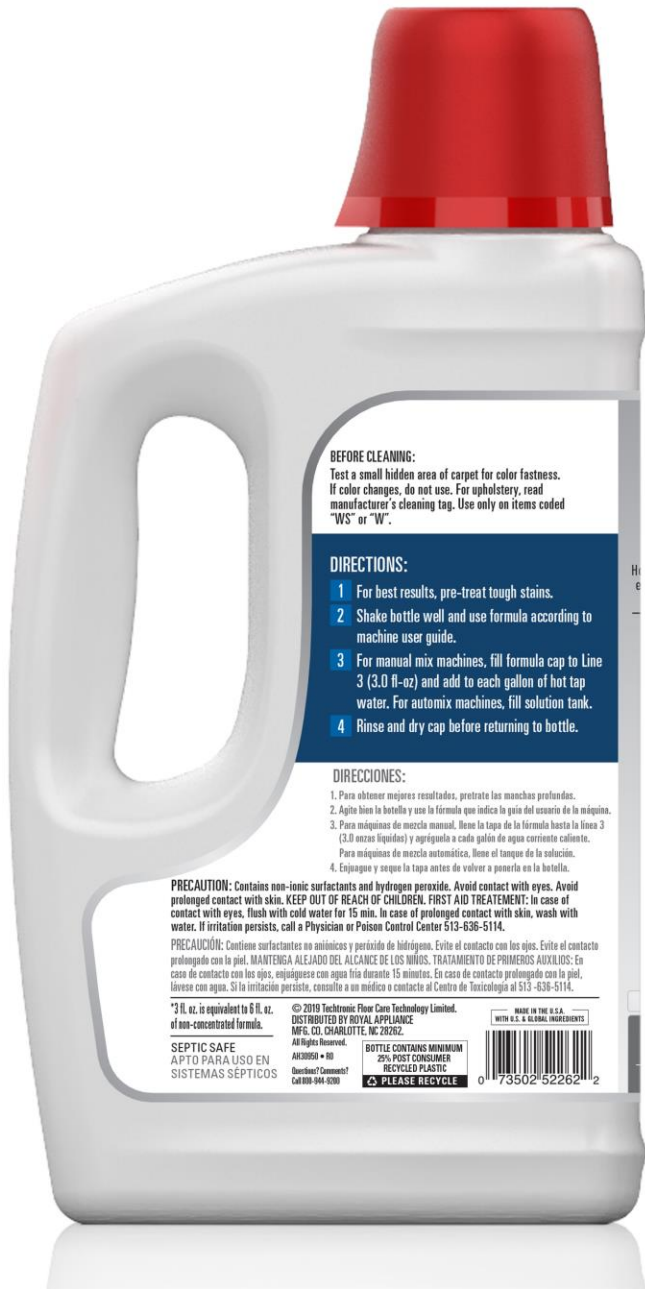 BEFORE CLEANING:
Test a small hidden area of carpet for color fastness.
If color changes, do not use. For upholstery, read
manufacturer's cleaning tag. Use only on items coded
"WS" or "W".
DIRECTIONS:
1 For best results, pre-treat tough stains.
2 Shake bottle well and use formula according to
machine user guide.
3 For manual mix machines, fill formula cap to Line
3 (3.0 fl-oz) and add to each gallon of hot tap
water. For automix machines, fill solution tank.
4 Rinse and dry cap before returning to bottle.
DIRECCIONES:
1. Para obtener mejores resultados, pretrate las manchas profundas.
2. Agite bien la botella y use la fórmula que indica la guía del usuario de la máquina.
3. Para máquinas de mezcla manual, llene la tapa de la fórmula hasta la línea 3
(3.0 onzas líquidas) y agréguela a cada galón de agua corriente caliente.
Para máquinas de mezcla automática, llene el tanque de la solución.
4. Enjuague y seque la tapa antes de volver a ponerla en la botella.
PRECAUTION: Contains non-ionic surfactants and hydrogen peroxide. Avoid contact with eyes. Avoid
prolonged contact with skin. KEEP OUT OF REACH OF CHILDREN. FIRST AID TREATEMENT: In case of
contact with eyes, flush with cold water for 15 min. In case of prolonged contact with skin, wash with
water. If irritation persists, call a Physician or Poison Control Center 513-636-5114.
PRECAUCIÓN: Contiene surfactantes no aniónicos y peróxido de hidrógeno. Evite el contacto con los ojos. Evite el contacto
prolongado con la piel. MANTENGA ALEJADO DEL ALCANCE DE LOS NIÑOS. TRATAMIENTO DE PRIMEROS AUXILIOS: En
caso de contacto con los ojos, enjuáguese con agua fría durante 15 minutos. En caso de contacto prolongado con la piel,
lávese con agua. Si la irritación persiste, consulte a un médico o contacte al Centro de Toxicología al 513 -636-5114.
*3 fl. oz. is equivalent to 6 fl. oz.
of non-concentrated formula.
SEPTIC SAFE
APTO PARA USO EN
SISTEMAS SÉPTICOS
© 2019 Techtronic Floor Care Technology Limited.
DISTRIBUTED BY ROYAL APPLIANCE
MFG. CO. CHARLOTTE, NC 28262.
All Rights Reserved.
AH30950 • R0
Questions? Comments?
Call 800-944-9200
BOTTLE CONTAINS MINIMUM
25% POST CONSUMER
RECYCLED PLASTIC
PLEASE RECYCLE
MADE IN THE U.S.A.
WITH U.S. & GLOBAL INGREDIENTS
0 73502 52262 2